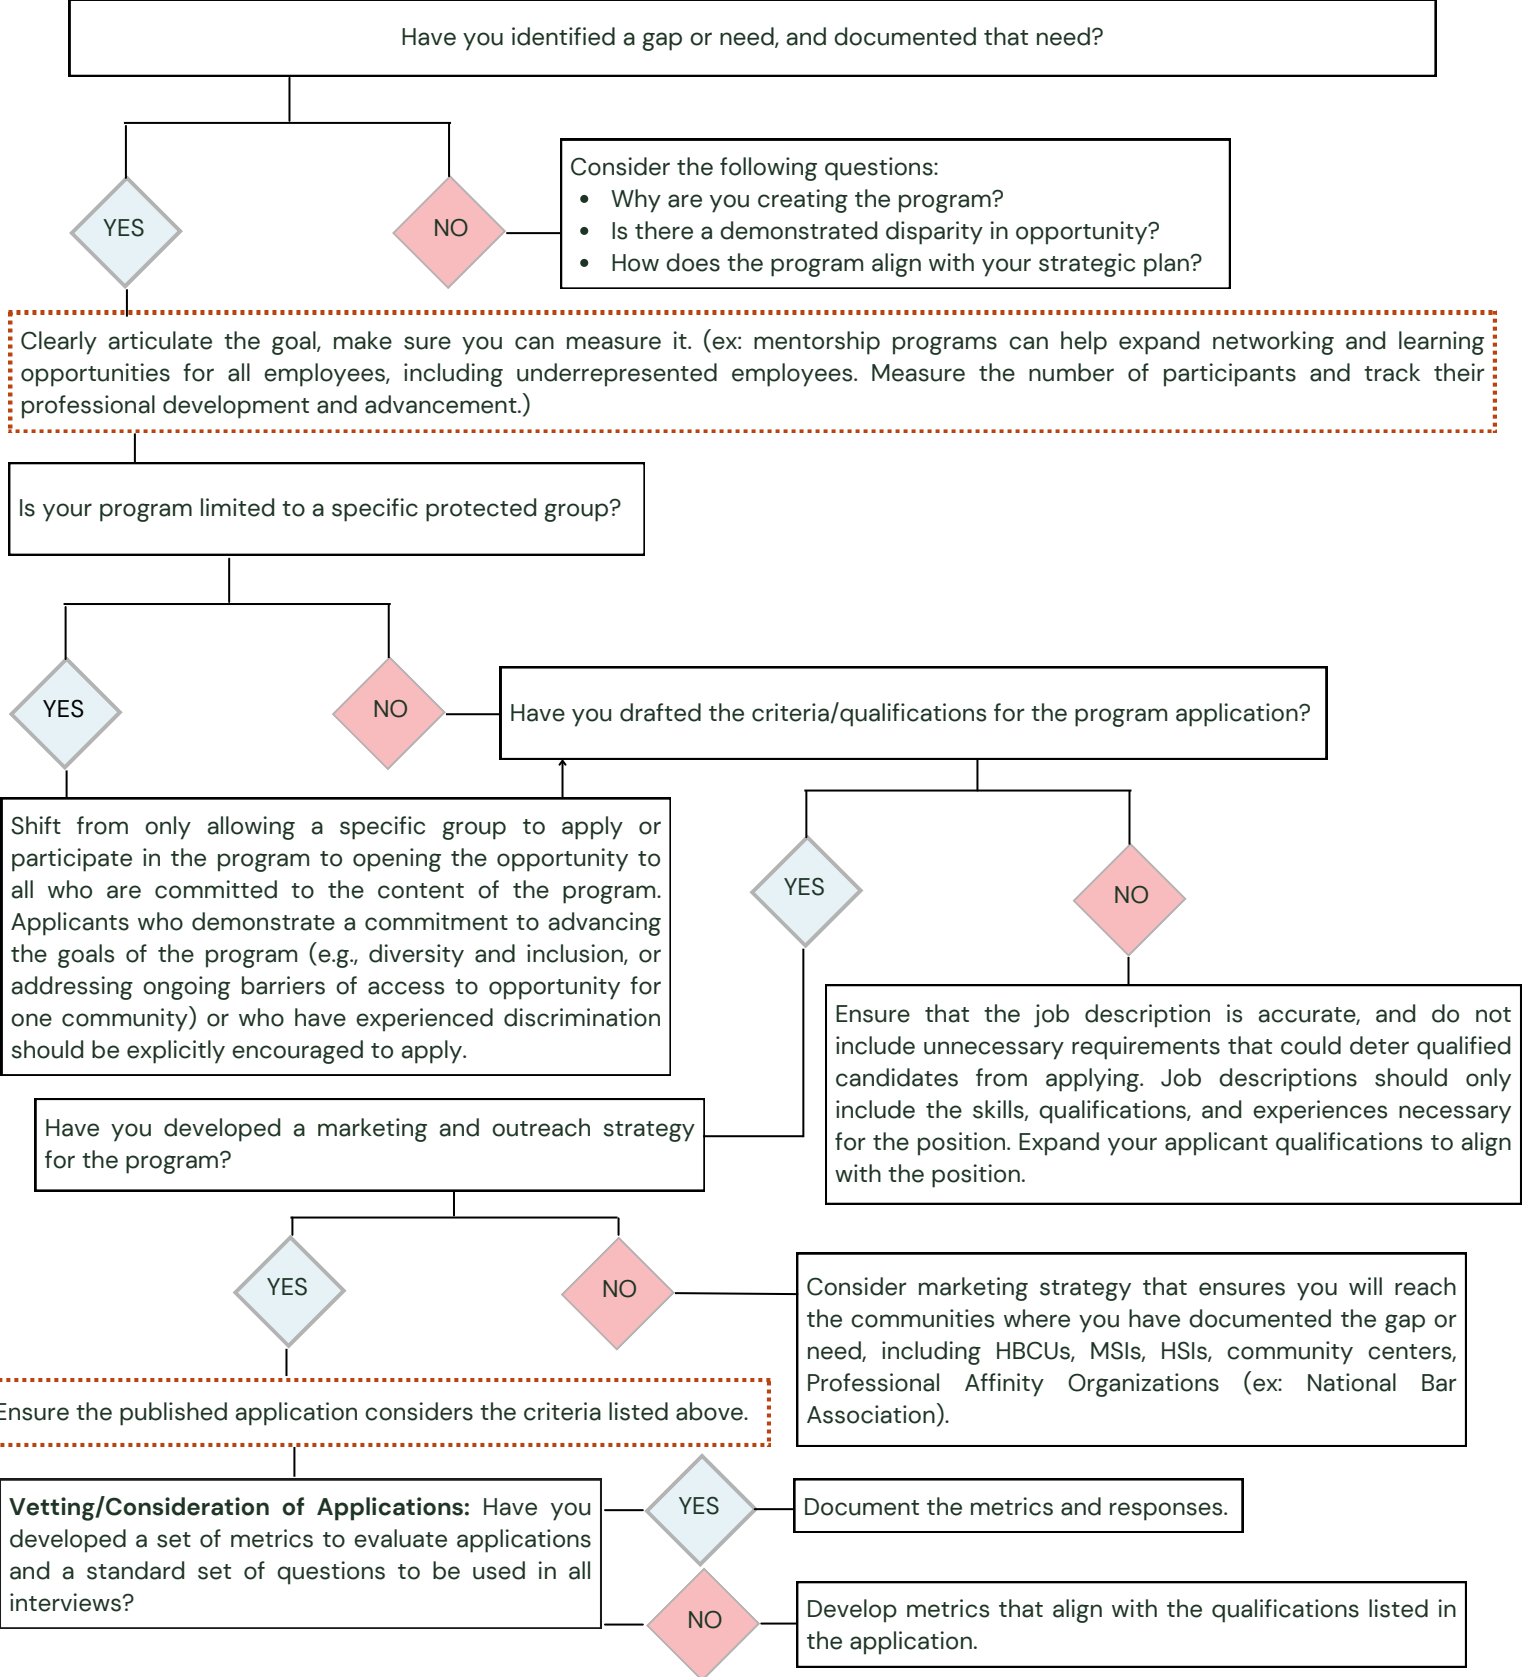 Have you identified a gap or need, and documented that need?
YES
NO
Consider the following questions:
• Why are you creating the program?
• Is there a demonstrated disparity in opportunity?
• How does the program align with your strategic plan?
Clearly articulate the goal, make sure you can measure it. (ex: mentorship programs can help expand networking and learning
opportunities for all employees, including underrepresented employees. Measure the number of participants and track their
professional development and advancement.)
Is your program limited to a specific protected group?
YES
NO
Have you drafted the criteria/qualifications for the program application?
Shift from only allowing a specific group to apply or
participate in the program to opening the opportunity to
all who are committed to the content of the program.
Applicants who demonstrate a commitment to advancing
the goals of the program (e.g., diversity and inclusion, or
addressing ongoing barriers of access to opportunity for
one community) or who have experienced discrimination
should be explicitly encouraged to apply.
YES
NO
Ensure that the job description is accurate, and do not
include unnecessary requirements that could deter qualified
candidates from applying. Job descriptions should only
include the skills, qualifications, and experiences necessary
for the position. Expand your applicant qualifications to align
with the position.
Have you developed a marketing and outreach strategy
for the program?
YES
NO
Consider marketing strategy that ensures you will reach
the communities where you have documented the gap or
need, including HBCUs, MSIs, HSIs, community centers,
Professional Affinity Organizations (ex: National Bar
Association).
Ensure the published application considers the criteria listed above.
Vetting/Consideration of Applications: Have you
developed a set of metrics to evaluate applications
and a standard set of questions to be used in all
interviews?
YES
Document the metrics and responses.
NO
Develop metrics that align with the qualifications listed in
the application.